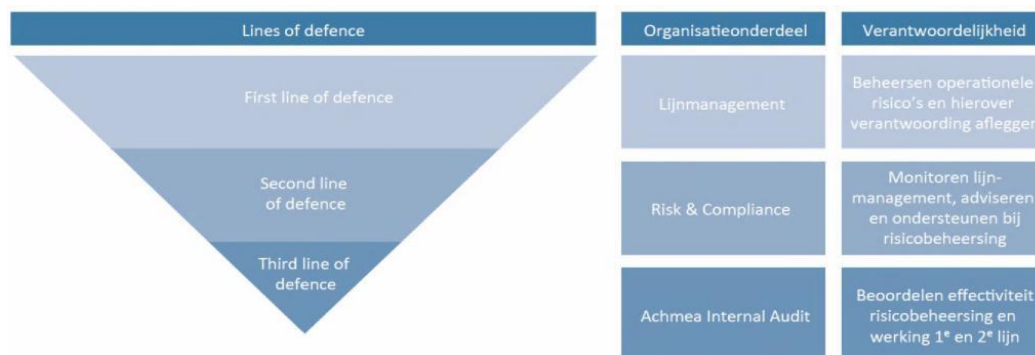 Lines of defence
Organisatieonderdeel
Verantwoordelijkheid
First line of defence
Lijnmanagement
Beheersen operationele
risico's en hierover
verantwoording afleggen
Second line
of defence
Risk & Compliance
Monitoren lijn-
management, adviseren
en ondersteunen bij
risicobeheersing
Third line of
defence
Achmea Internal Audit
Beoordelen effectiviteit
risicobeheersing en
werking 1ᵉ en 2ᵉ lijn